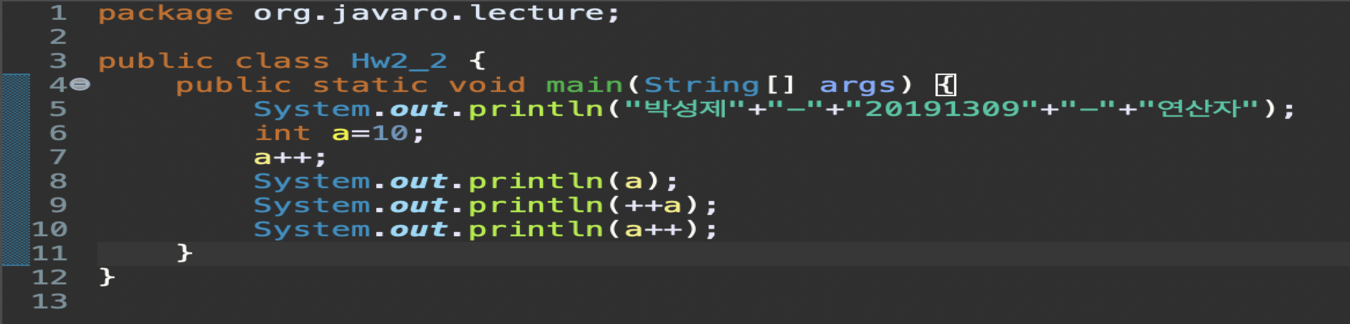 1 package org.javaro.lecture;
2
3 public class Hw2_2 {
4 public static void main(String[] args) {
5 System.out.println("박성제"+"-"+"20191309"+"-"+"연산자");
6 int a=10;
7 a++;
8 System.out.println(a);
9 System.out.println(++a);
10 System.out.println(a++);
11 }
12 }
13